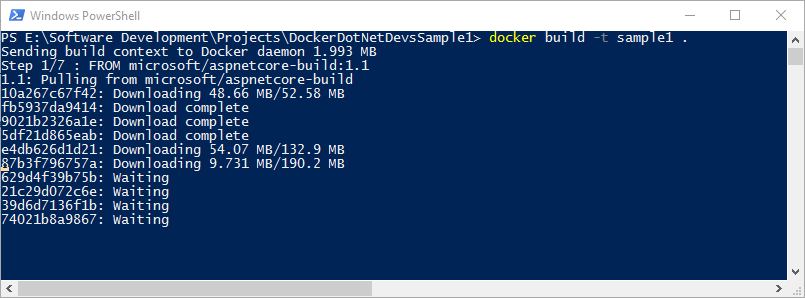 Windows PowerShell
PS E:\Software Development\Projects\DockerDotNetDevsSample1> docker build -t sample1 .
Sending build context to Docker daemon 1.993 MB
Step 1/7 : FROM microsoft/aspnetcore-build:1.1
1.1: Pulling from microsoft/aspnetcore-build
10a267c67f42: Downloading 48.66 MB/52.58 MB
fb5937da9414: Download complete
9021b2326a1e: Download complete
5df21d865eab: Download complete
e4db626d1d21: Downloading 54.07 MB/132.9 MB
87b3f796757a: Downloading 9.731 MB/190.2 MB
629d4f39b75b: Waiting
21c29d072c6e: Waiting
39d6d7136f1b: Waiting
74021b8a9867: Waiting